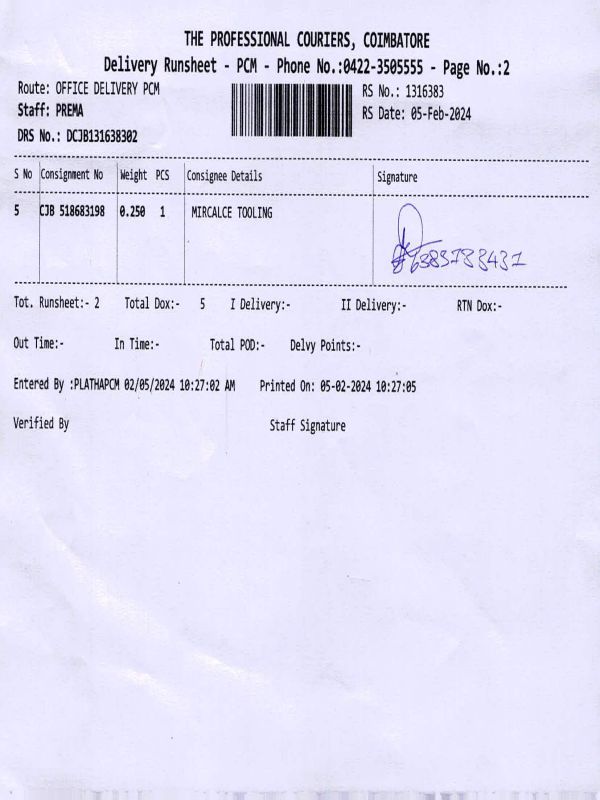 THE PROFESSIONAL COURIERS, COIMBATORE
Delivery Runsheet - PCM - Phone No.:0422-3505555 - Page No.:2
Route: OFFICE DELIVERY PCM
RS No.: 1316383
Staff: PREMA
RS Date: 05-Feb-2024
DRS No.: DCJB131638302
S No Consignment No Weight PCS Consignee Details Signature
5 CJB 518683198 0.250 1 MIRCALCE TOOLING
6383183431
Tot. Runsheet:- 2 Total Dox:- 5 I Delivery:- II Delivery:- RTN Dox:-
Out Time:- In Time:- Total POD:- Delvy Points:-
Entered By :PLATHAPCM 02/05/2024 10:27:02 AM Printed On: 05-02-2024 10:27:05
Verified By Staff Signature